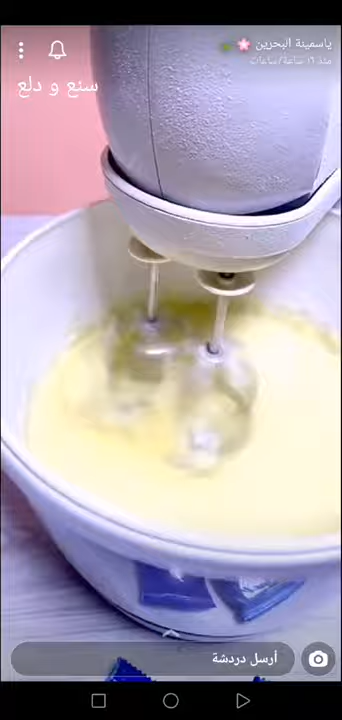 ياسمينة البحرين 🌸
منذ ١٦ ساعة/ساعات
سنع و دلع
أرسل دردشة